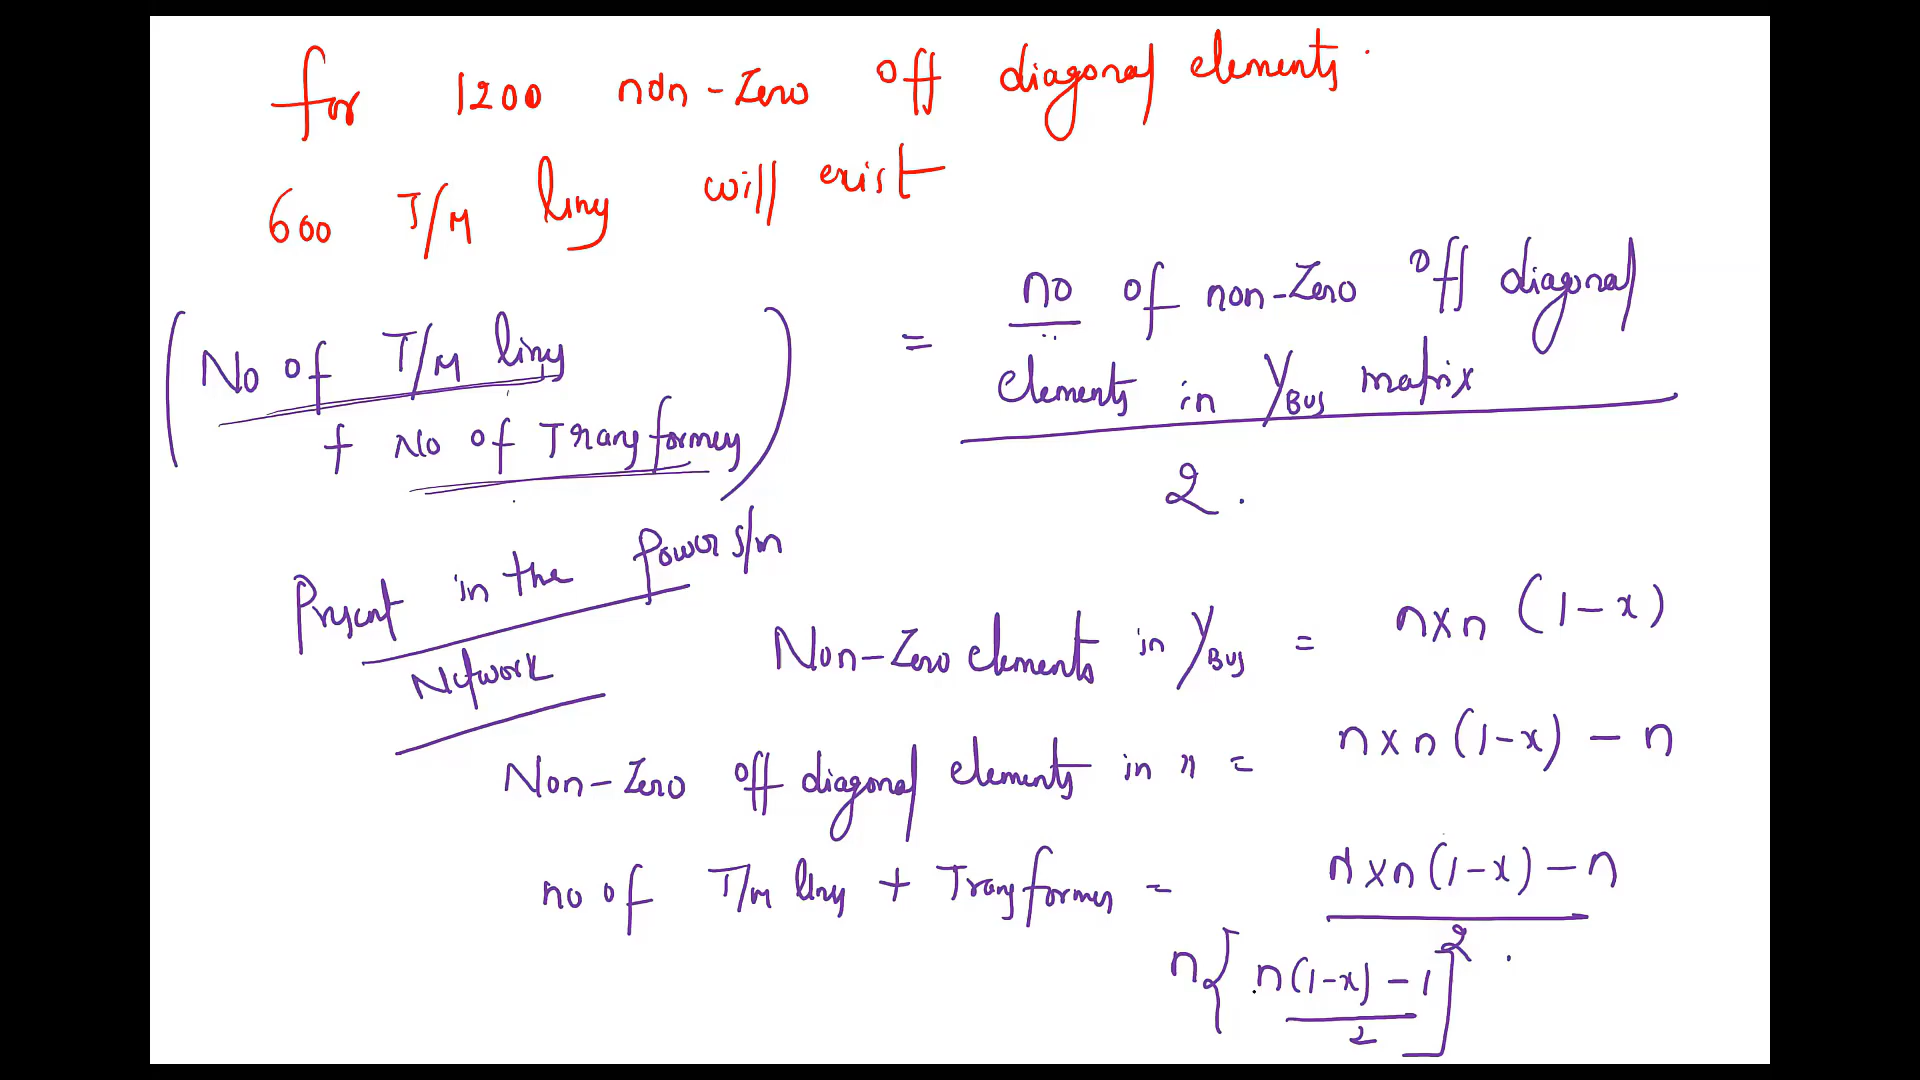 for 1200 non-Zero off diagonal elements.
600 T/M lines will exist
(No of T/M lines + No of Transformers) = no of non-Zero off diagonal elements in YBUS matrix / 2.
Present in the power s/m
Network
Non-Zero elements in YBUS = n×n (1-x)
Non-Zero off diagonal elements in " = n×n (1-x) - n
no of T/M lines + Transformers = n×n (1-x) - n / 2.
n[n(1-x) - 1 / 2]